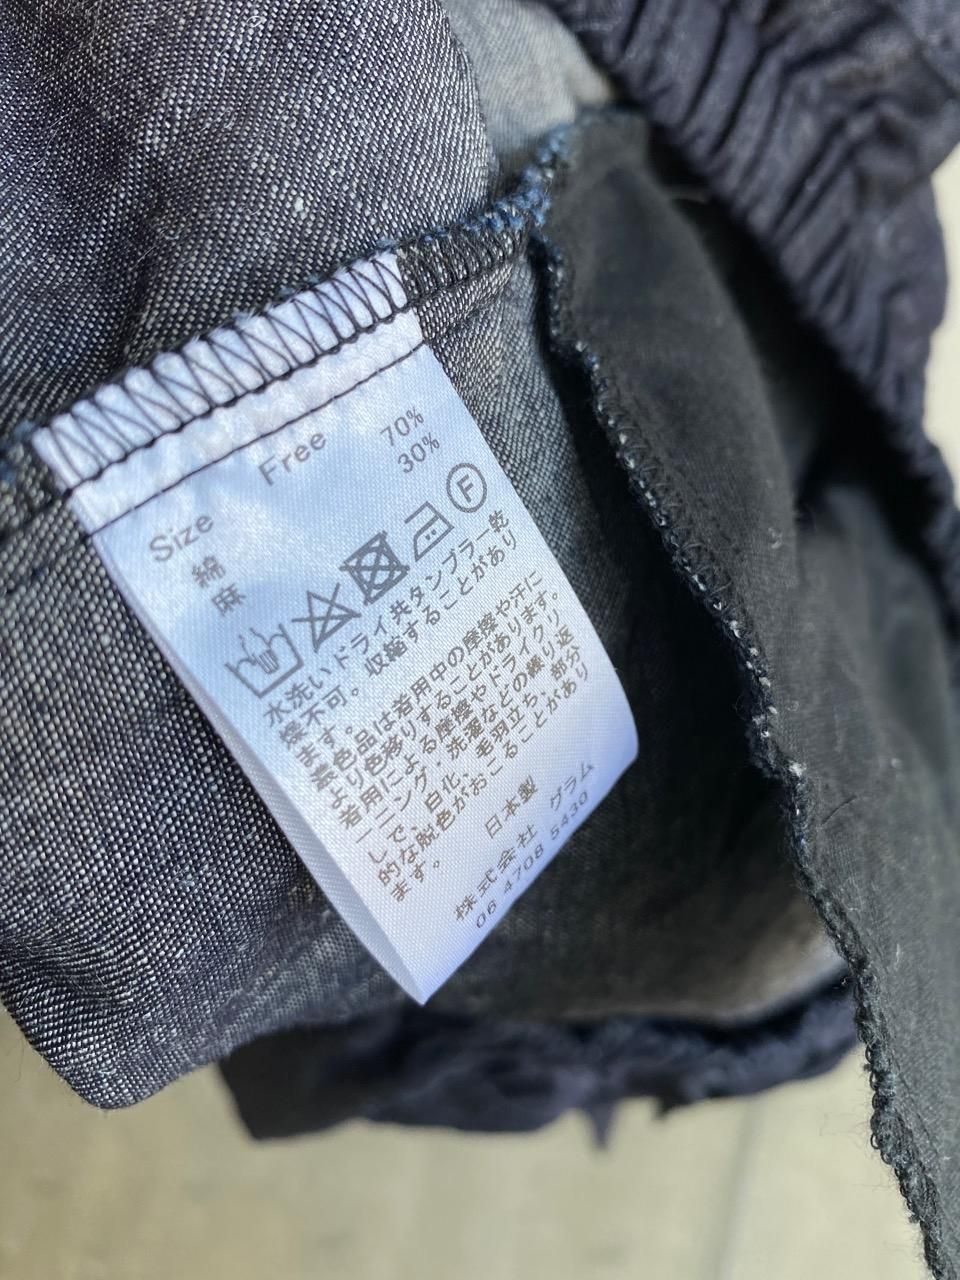 Size Free
綿 70%
麻 30%
F
水洗いドライ共タンブラー乾
燥不可。収縮することがあり
ます。
濃色品は着用中の摩擦や汗に
より色移りすることがあります。
着用による摩擦やドライクリ
ーニング・洗濯などの繰り返
しで、白化、毛羽立ち、部分
的な脱色がおこることがあり
ます。
日本製
株式会社 グラム
06 4708 5430